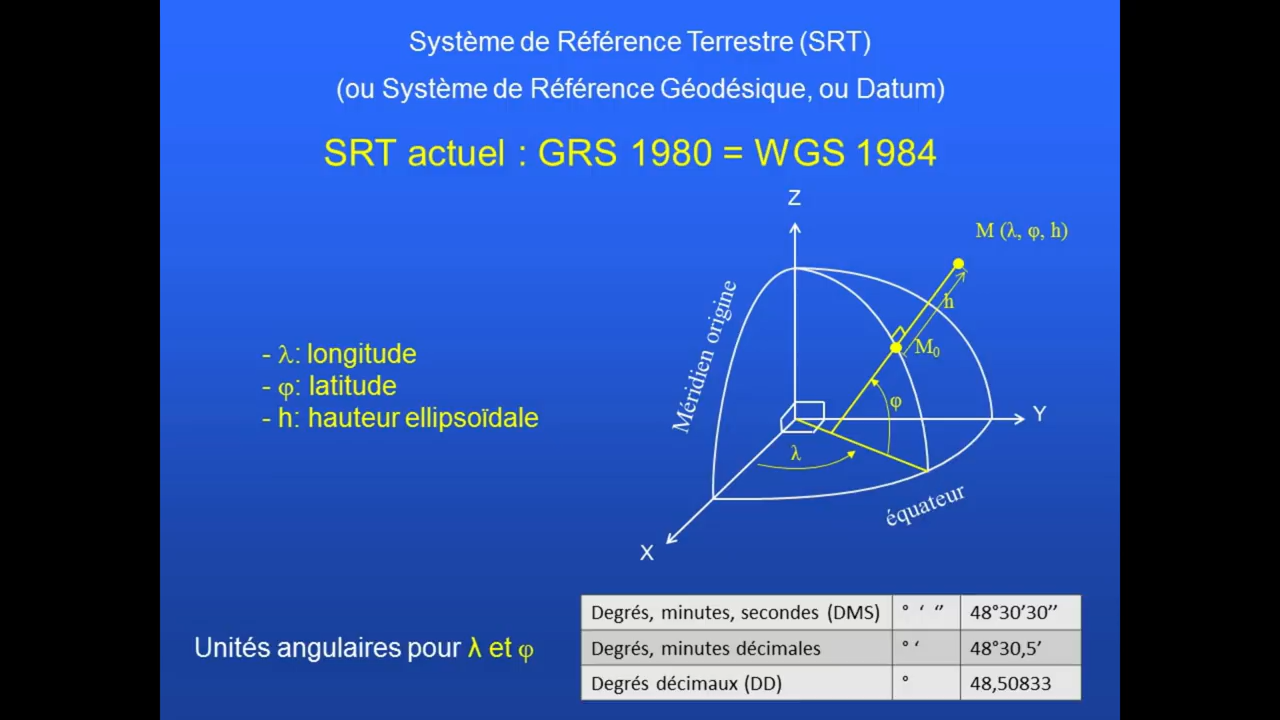 Système de Référence Terrestre (SRT)
(ou Système de Référence Géodésique, ou Datum)
SRT actuel : GRS 1980 = WGS 1984
Z
M (λ, φ, h)
h
Méridien origine
M₀
- λ: longitude
- φ: latitude
- h: hauteur ellipsoïdale
φ
Y
λ
équateur
X
Unités angulaires pour λ et φ
Degrés, minutes, secondes (DMS) ° ‘ ‘’ 48°30’30’’
Degrés, minutes décimales ° ‘ 48°30,5’
Degrés décimaux (DD) ° 48,50833